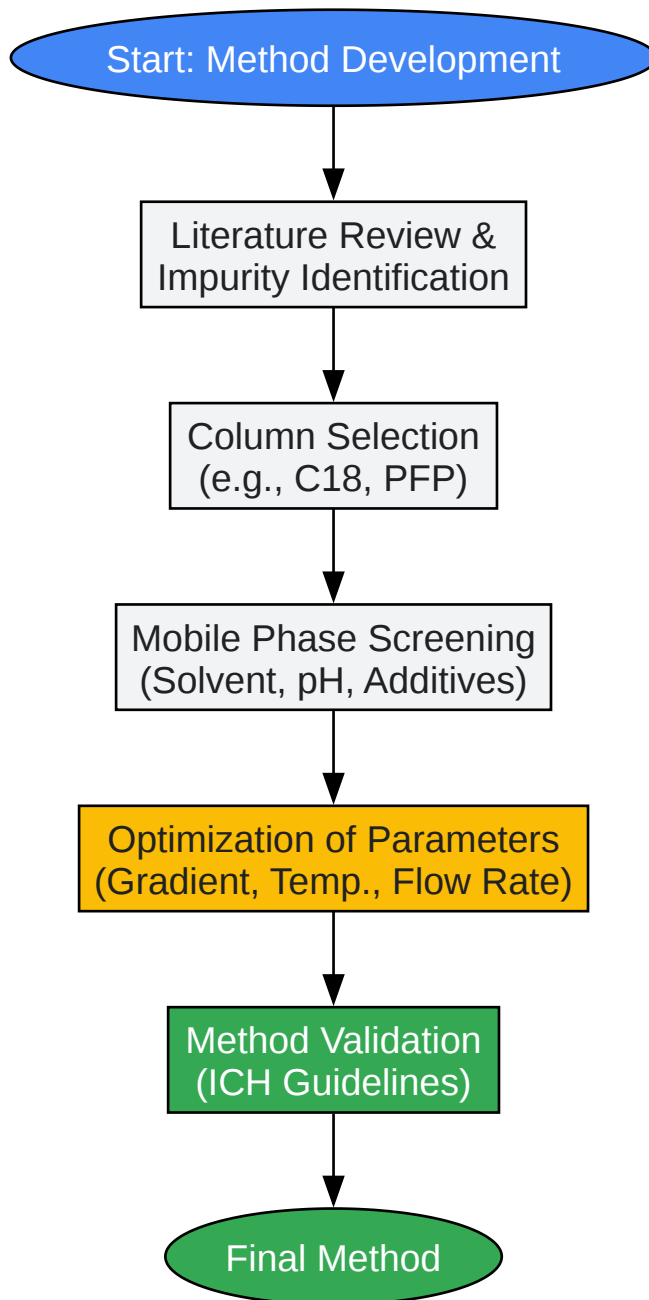 Start: Method Development
Literature Review &
Impurity Identification
Column Selection
(e.g., C18, PFP)
Mobile Phase Screening
(Solvent, pH, Additives)
Optimization of Parameters
(Gradient, Temp., Flow Rate)
Method Validation
(ICH Guidelines)
Final Method